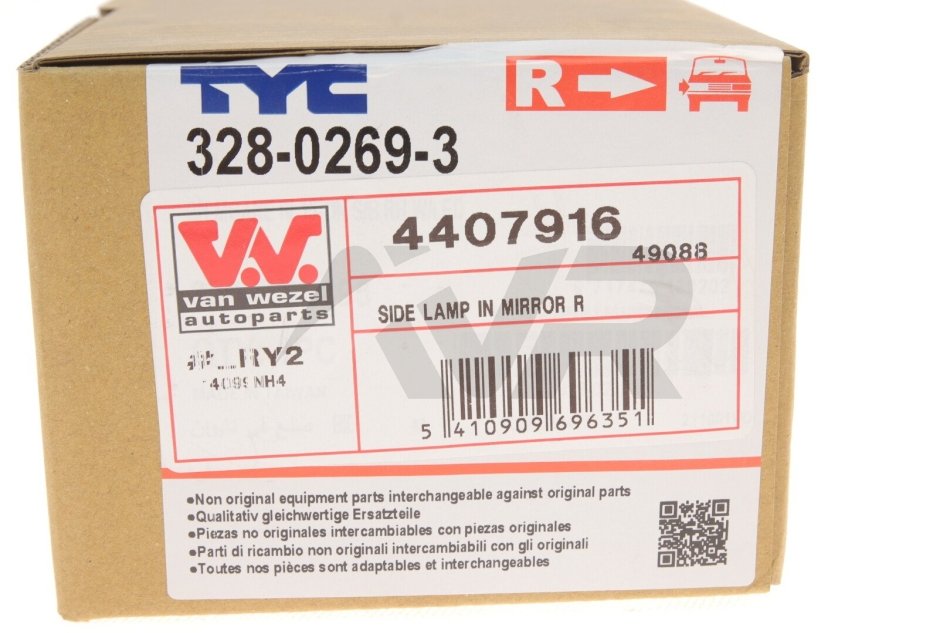 TYC
R
328-0269-3
V.V.
van wezel
autoparts
4407916
49088
SIDE LAMP IN MIRROR R
VR
5 410909 696351
•Non original equipment parts interchangeable against original parts
•Qualitativ gleichwertige Ersatzteile
•Piezas no originales intercambiables con piezas originales
•Parti di ricambio non originali intercambiabili con gli originali
•Toutes nos pièces sont adaptables et interchangeables